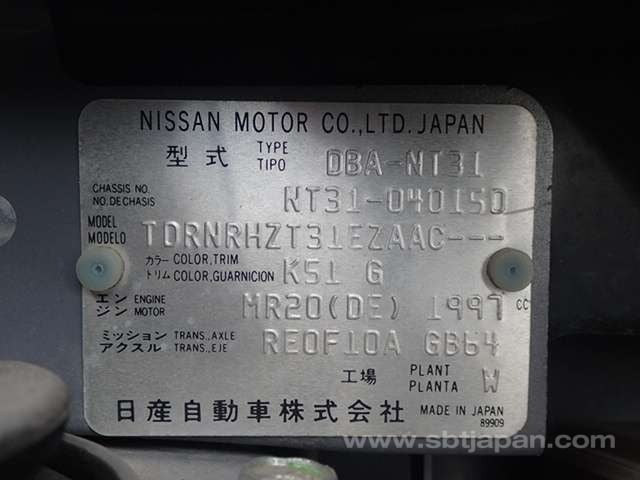 NISSAN MOTOR CO.,LTD. JAPAN
型式 TYPE TIPO DBA-NT31
CHASSIS NO. NO. DE CHASIS NT31-040150
MODEL MODELO TDRNRHZT31EZAAC---
カラー COLOR,TRIM
トリム COLOR,GUARNICION K51 G
エンジン ENGINE MOTOR MR20(DE) 1997 CC
ミッション TRANS.,AXLE
アクスル TRANS.,EJE RE0F10A GB64
工場 PLANT PLANTA W
日産自動車株式会社 MADE IN JAPAN
89909
www.sbtjapan.com